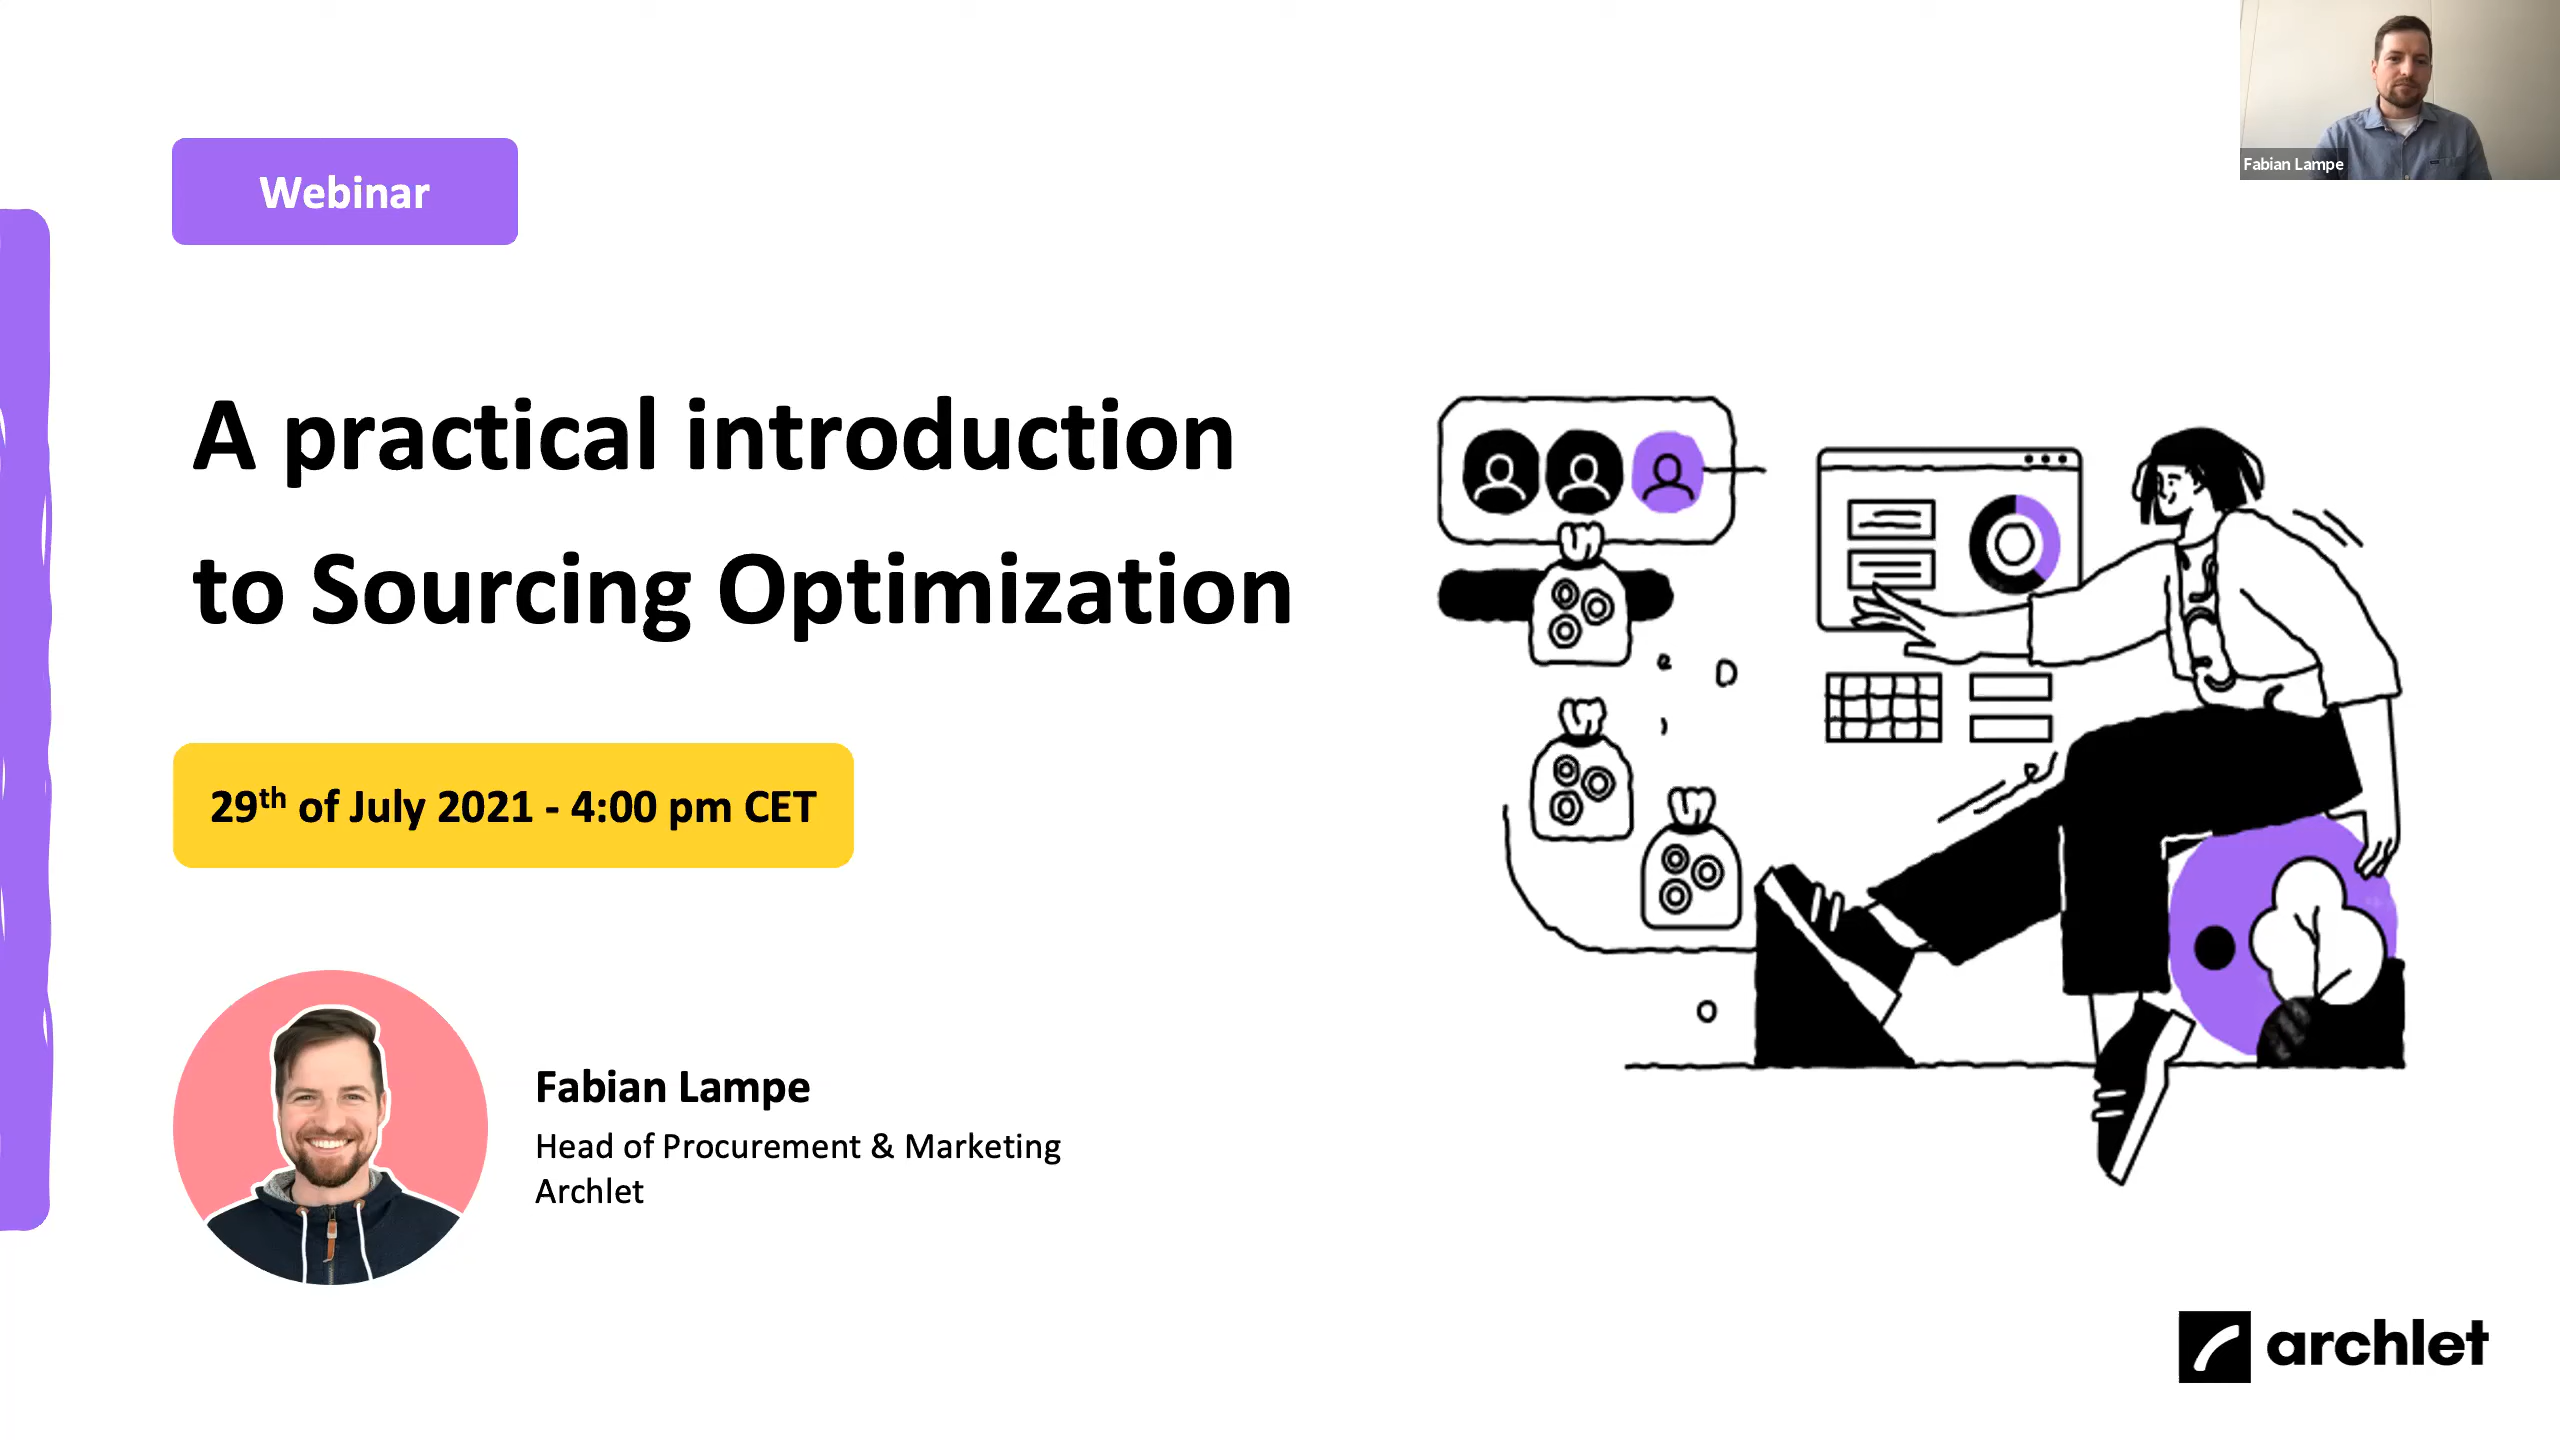 Fabian Lampe
Webinar
A practical introduction
to Sourcing Optimization
29th of July 2021 - 4:00 pm CET
Fabian Lampe
Head of Procurement & Marketing
Archlet
archlet